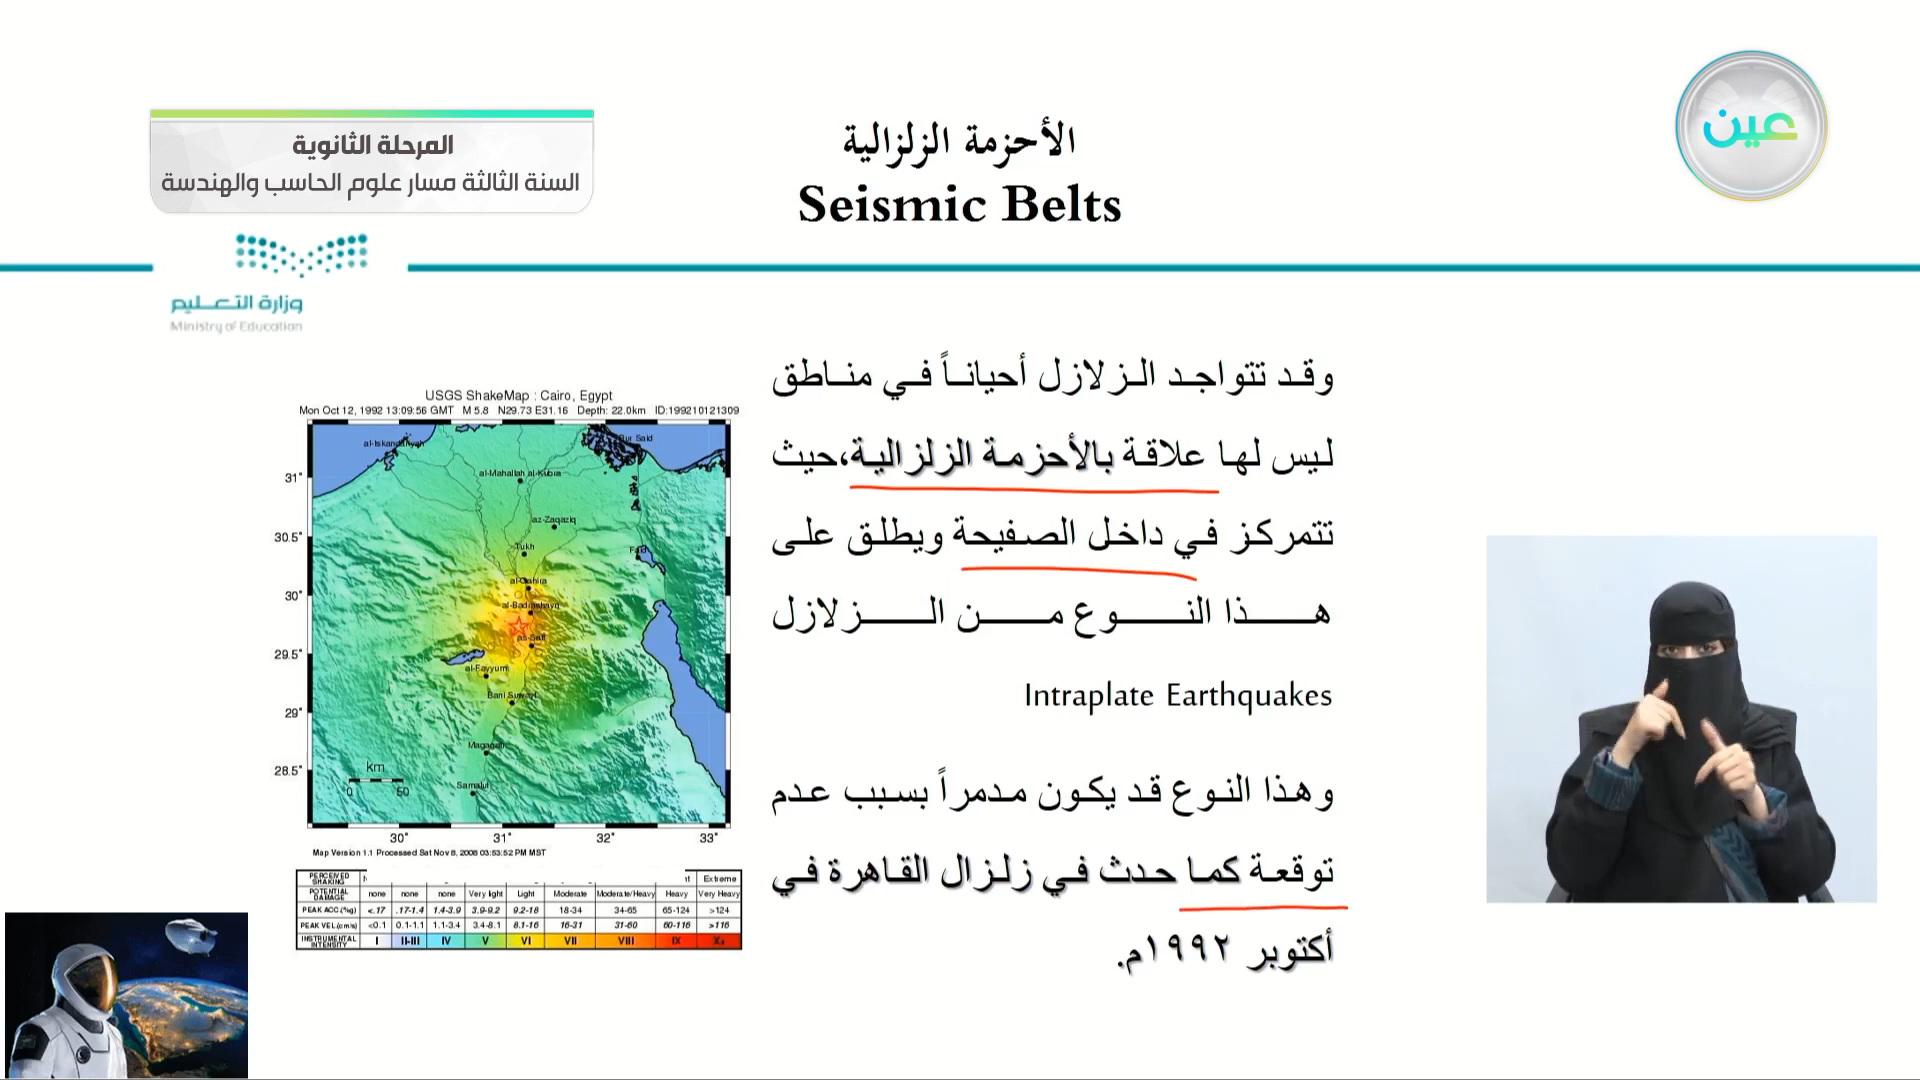 الأحزمة الزلزالية
Seismic Belts
عين
المرحلة الثانوية
السنة الثالثة مسار علوم الحاسب والهندسة
وزارة التعليم
Ministry of Education
وقد تتواجد الزلازل أحياناً في مناطق
ليس لها علاقة بالأحزمة الزلزالية،حيث
تتمركز في داخل الصفيحة ويطلق على
هذا النوع من الزلازل
Intraplate Earthquakes
وهذا النوع قد يكون مدمراً بسبب عدم
توقعة كما حدث في زلزال القاهرة في
أكتوبر ١٩٩٢م.
USGS ShakeMap : Cairo, Egypt
Mon Oct 12, 1992 13:09:56 GMT M 5.8 N29.73 E31.16 Depth: 22.0km ID:199210121309
al-Iskandariyah
Bur Said
31°
al-Mahallah al-Kubra
az-Zaqaziq
30.5°
Tukh
Faid
al-Qahira
30°
al-Badrashayn
as-Saff
29.5°
al-Fayyum
Bani Suwayf
29°
Magagah
28.5°
km
0 50
Samalut
30° 31° 32° 33°
Map Version 1.1 Processed Sat Nov 8, 2008 03:53:52 PM MST
PERCEIVED SHAKING Extreme
POTENTIAL DAMAGE none none none Very light Light Moderate Moderate/Heavy Heavy Very Heavy
PEAK ACC.(%g) <.17 .17-1.4 1.4-3.9 3.9-9.2 9.2-18 18-34 34-65 65-124 >124
PEAK VEL.(cm/s) <0.1 0.1-1.1 1.1-3.4 3.4-8.1 8.1-16 16-31 31-60 60-116 >116
INSTRUMENTAL INTENSITY I II-III IV V VI VII VIII IX X+